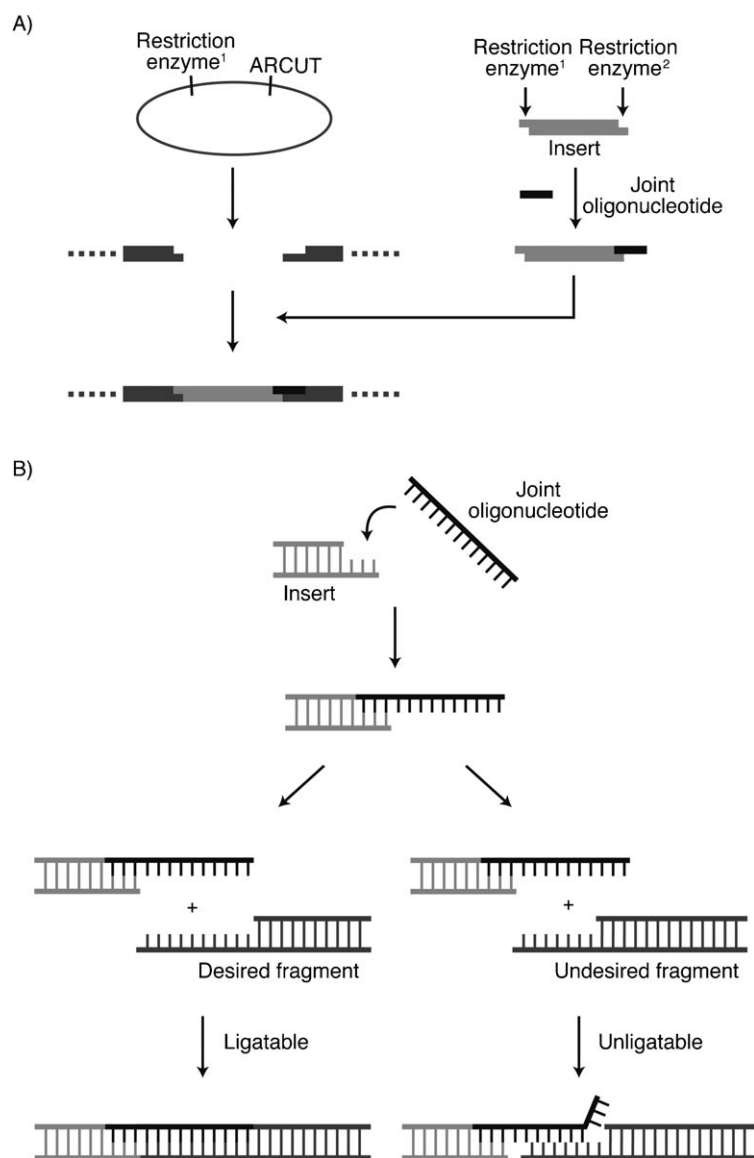 A)
Restriction
enzyme¹
ARCUT
Restriction
enzyme¹
Restriction
enzyme²
Insert
Joint
oligonucleotide
B)
Joint
oligonucleotide
Insert
+
+
Desired fragment
Undesired fragment
Ligatable
Unligatable